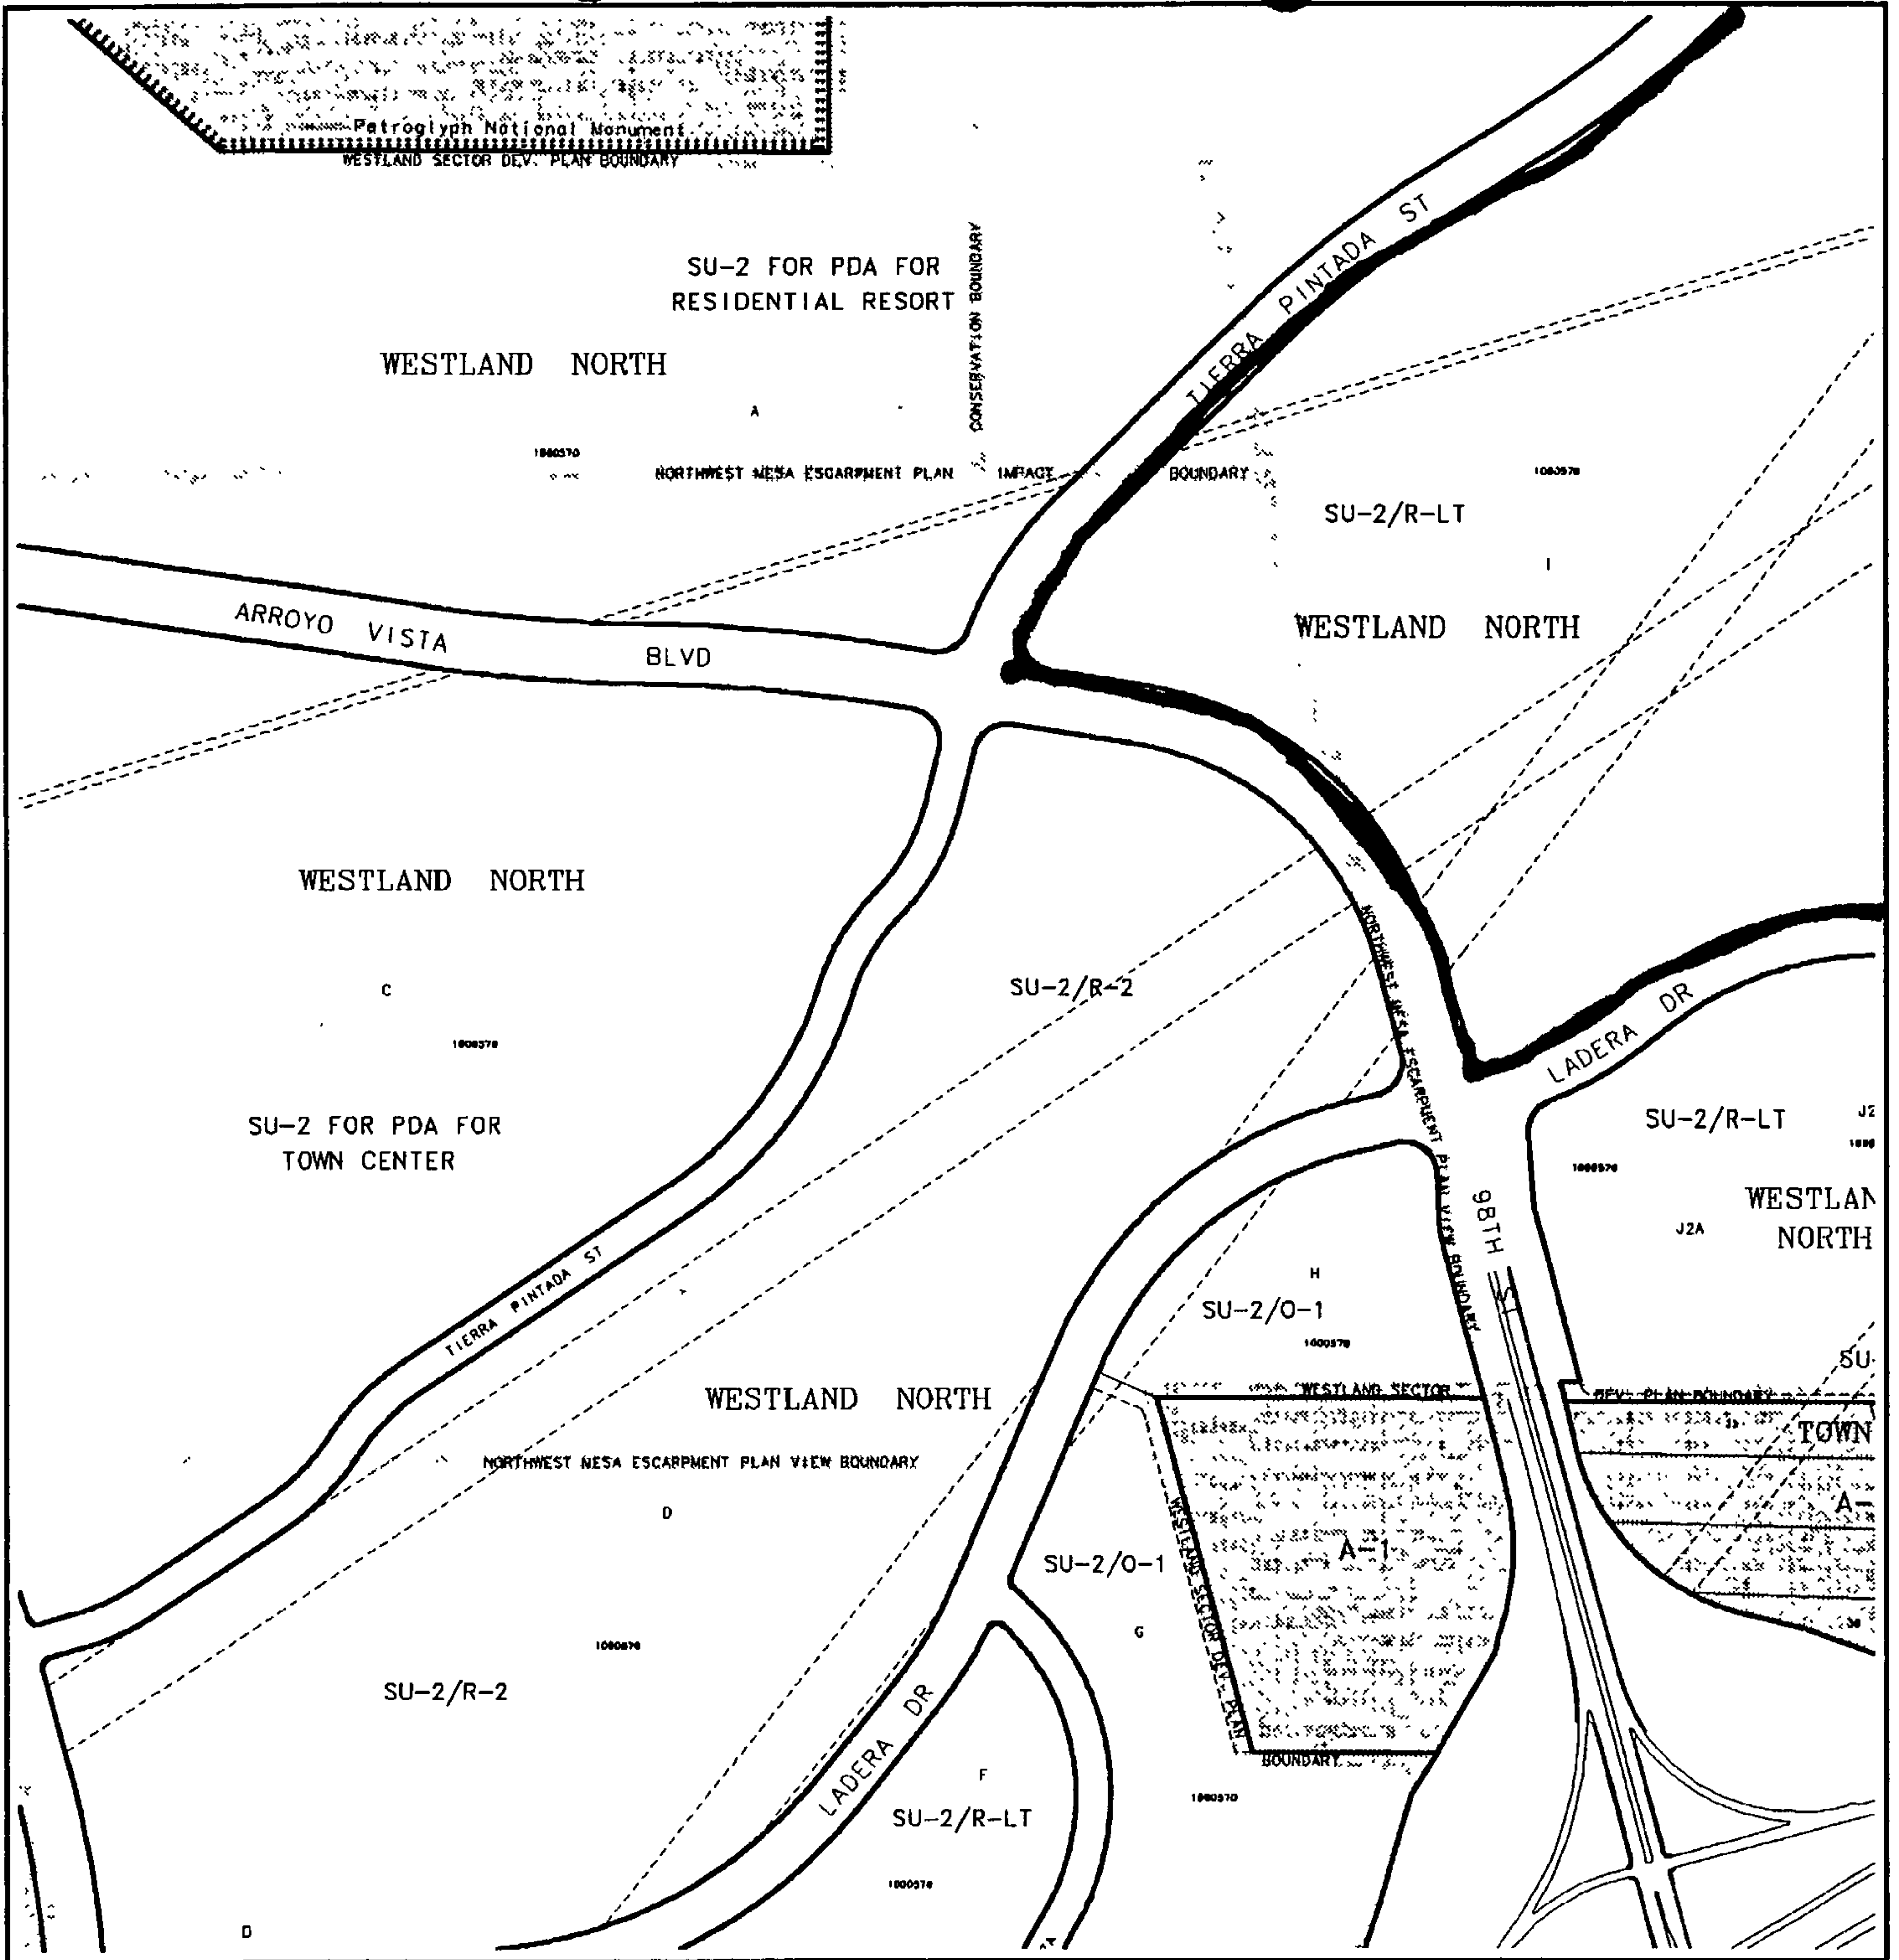 Petroglyph National Monument
WESTLAND SECTOR DEV. PLAN BOUNDARY
TIERRA PINTADA ST
SU-2 FOR PDA FOR
RESIDENTIAL RESORT
CONSERVATION BOUNDARY
WESTLAND NORTH
A
NORTHWEST MESA ESCARPMENT PLAN IMPACT BOUNDARY
SU-2/R-LT
I
WESTLAND NORTH
ARROYO VISTA BLVD
WESTLAND NORTH
C
SU-2/R-2
NORTHWEST MESA ESCARPMENT PLAN VIEW BOUNDARY
LADERA DR
SU-2 FOR PDA FOR
TOWN CENTER
SU-2/R-LT
J2
WESTLAN
NORTH
J2A
98TH ST
TIERRA PINTADA ST
H
SU-2/O-1
SU-
WESTLAND NORTH
WESTLAND SECTOR
DEV. PLAN BOUNDARY
TOWN
NORTHWEST MESA ESCARPMENT PLAN VIEW BOUNDARY
D
A-
A-1
SU-2/O-1
WESTLAND SECTOR DEV. PLAN
BOUNDARY
G
SU-2/R-2
LADERA DR
F
SU-2/R-LT
D